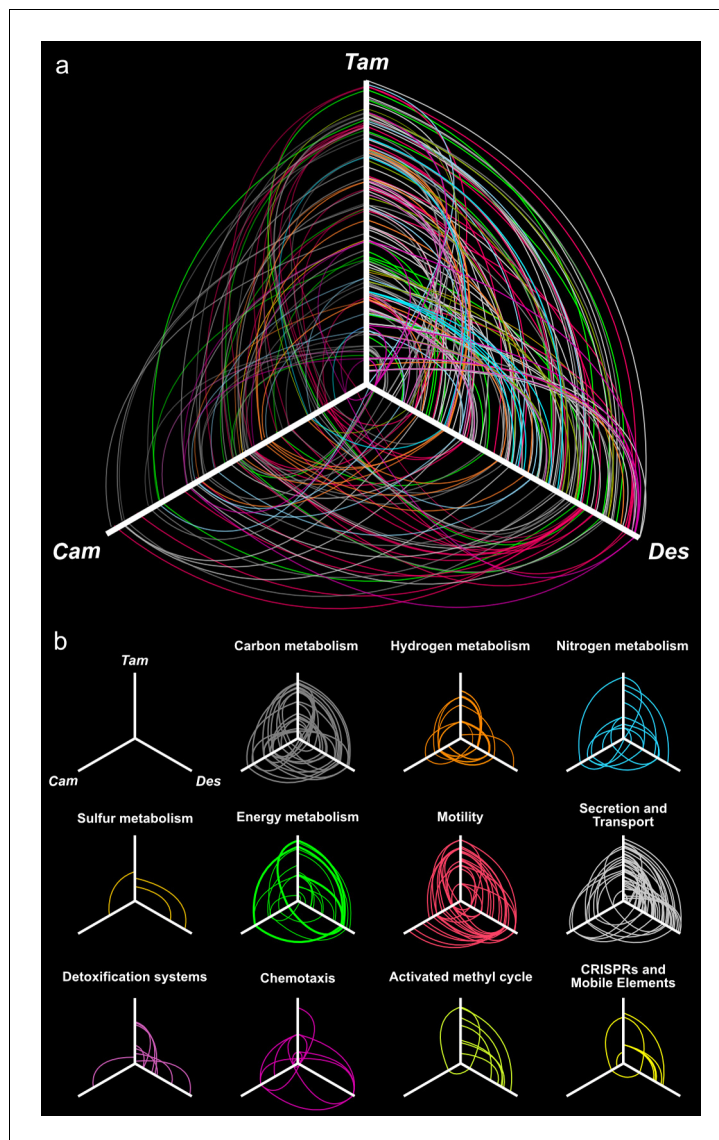 a
Tam
Cam
Des
b
Tam
Cam
Des
Carbon metabolism
Hydrogen metabolism
Nitrogen metabolism
Sulfur metabolism
Energy metabolism
Motility
Secretion and
Transport
Detoxification systems
Chemotaxis
Activated methyl cycle
CRISPRs and
Mobile Elements